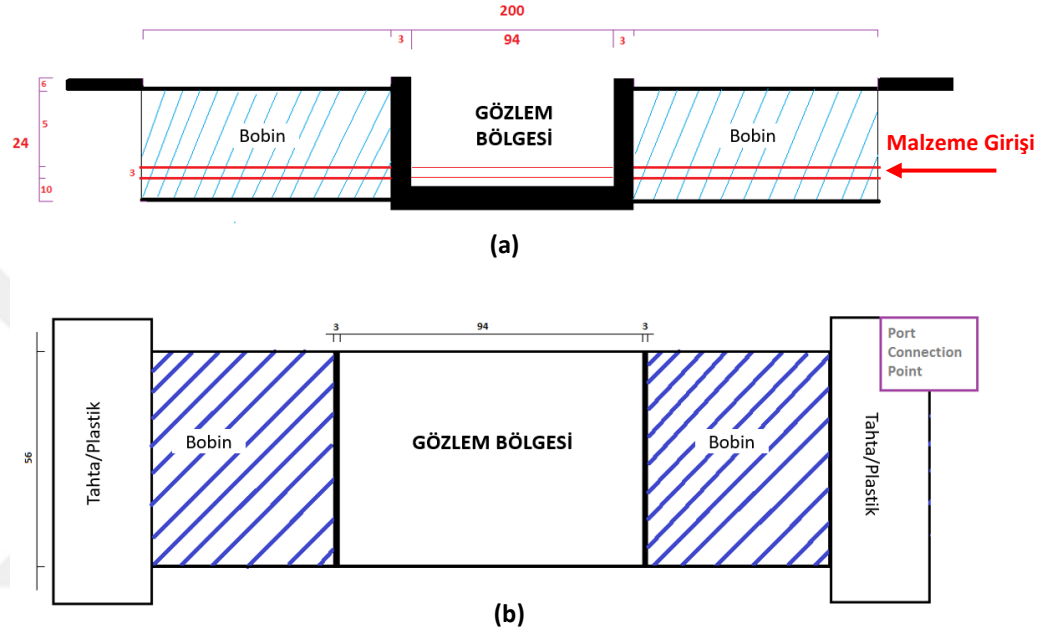 200
3 94 3
6
5
24
3
10
Bobin
GÖZLEM
BÖLGESİ
Bobin
Malzeme Girişi
(a)
3 94 3
56
Tahta/Plastik
Bobin
GÖZLEM BÖLGESİ
Bobin
Port
Connection
Point
Tahta/Plastik
(b)